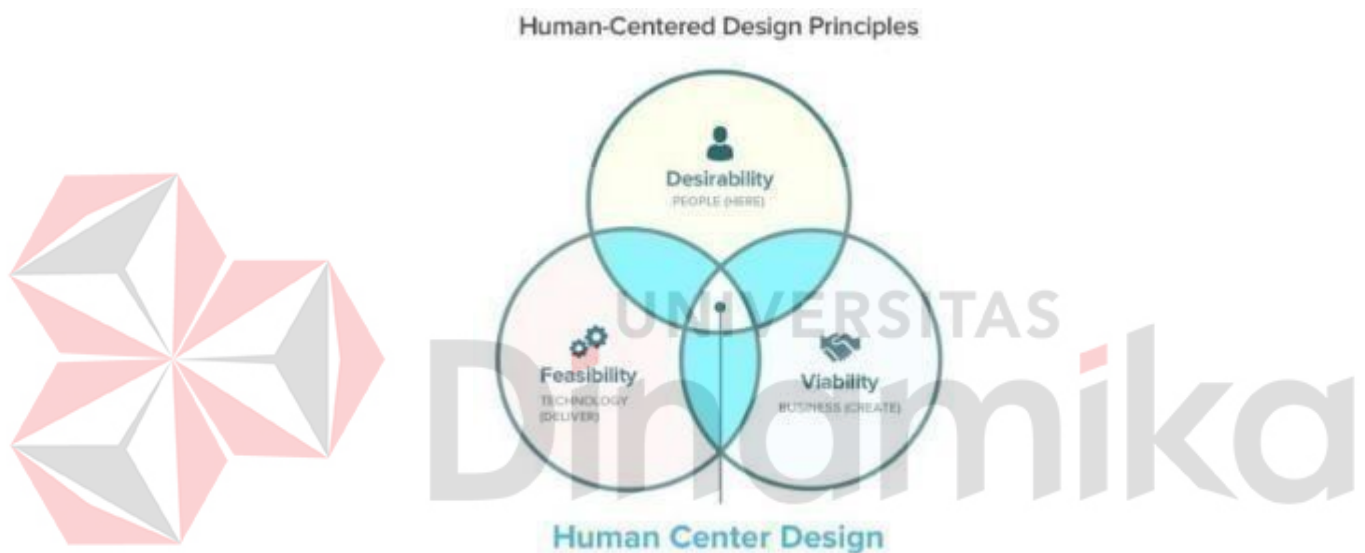 Human-Centered Design Principles
Desirability
PEOPLE (HERE)
UNIVERSITAS
Dinamika
Feasibility
TECHNOLOGY
(DELIVER)
Viability
BUSINESS (CREATE)
Human Center Design